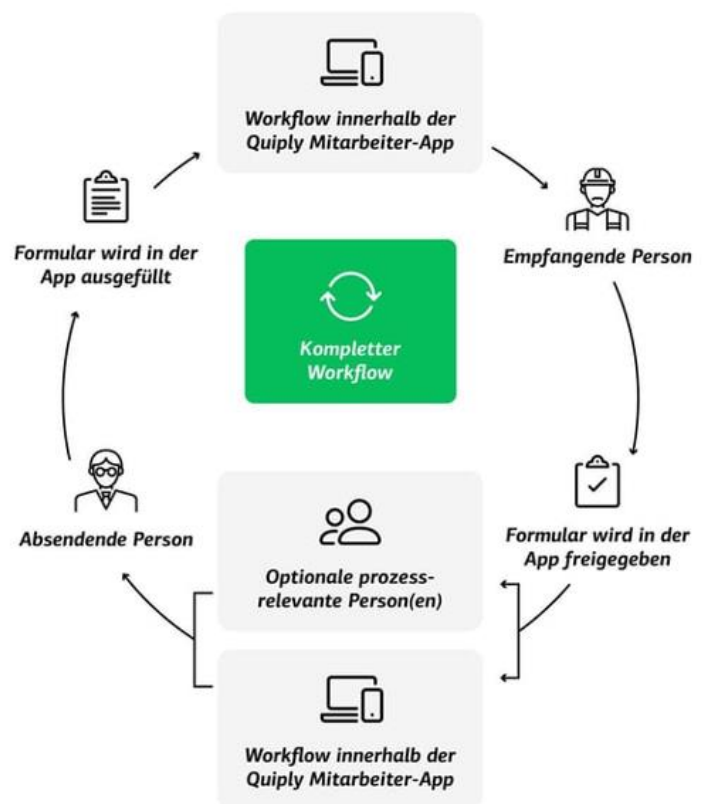 Workflow innerhalb der
Quiply Mitarbeiter-App
Formular wird in der
App ausgefüllt
Empfangende Person
Kompletter
Workflow
Absendende Person
Optionale prozess-
relevante Person(en)
Formular wird in der
App freigegeben
Workflow innerhalb der
Quiply Mitarbeiter-App